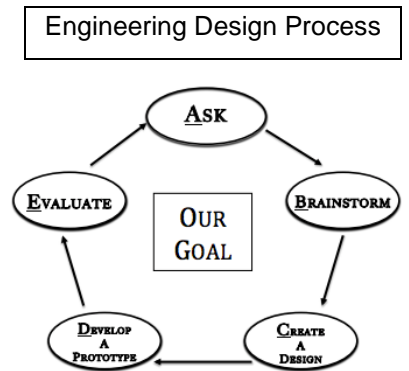 Engineering Design Process
ASK
BRAINSTORM
CREATE
A
DESIGN
DEVELOP
A
PROTOTYPE
EVALUATE
OUR
GOAL